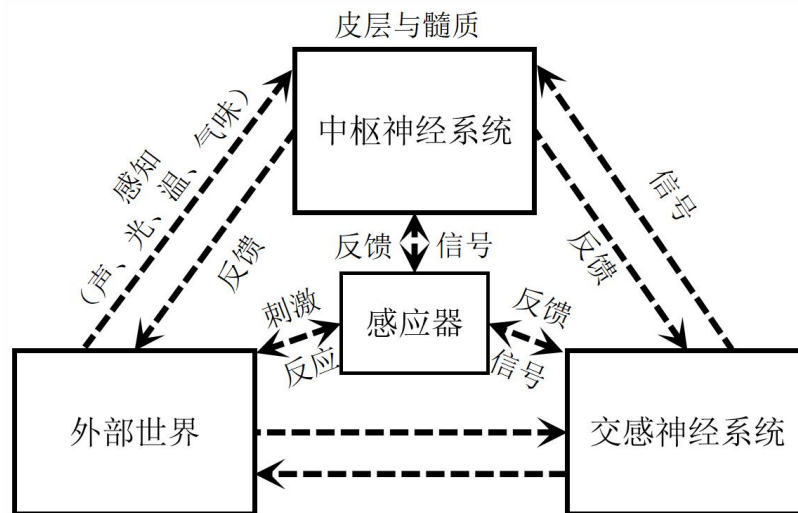 皮层与髓质
中枢神经系统
感知
（声、光、温、气味）
反馈
信号
反馈
反馈
信号
感应器
刺激
反应
反馈
信号
外部世界
交感神经系统